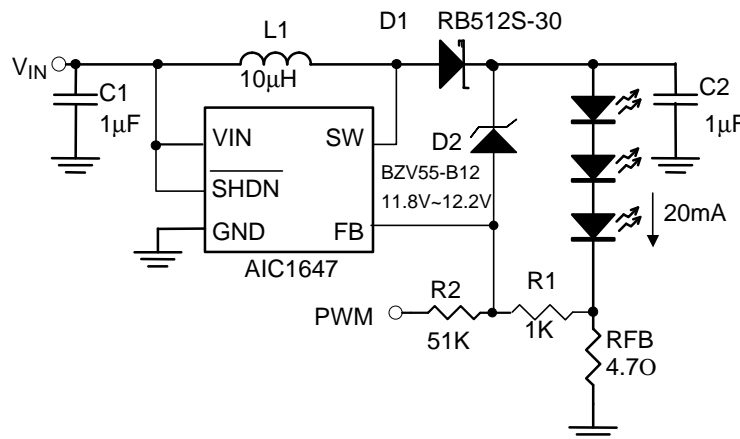 D1 RB512S-30
L1
VIN
10μH
C1
1μF
C2
1μF
VIN SW
SHDN
GND FB
AIC1647
D2
BZV55-B12
11.8V~12.2V
20mA
PWM
R2
51K
R1
1K
RFB
4.7Ο